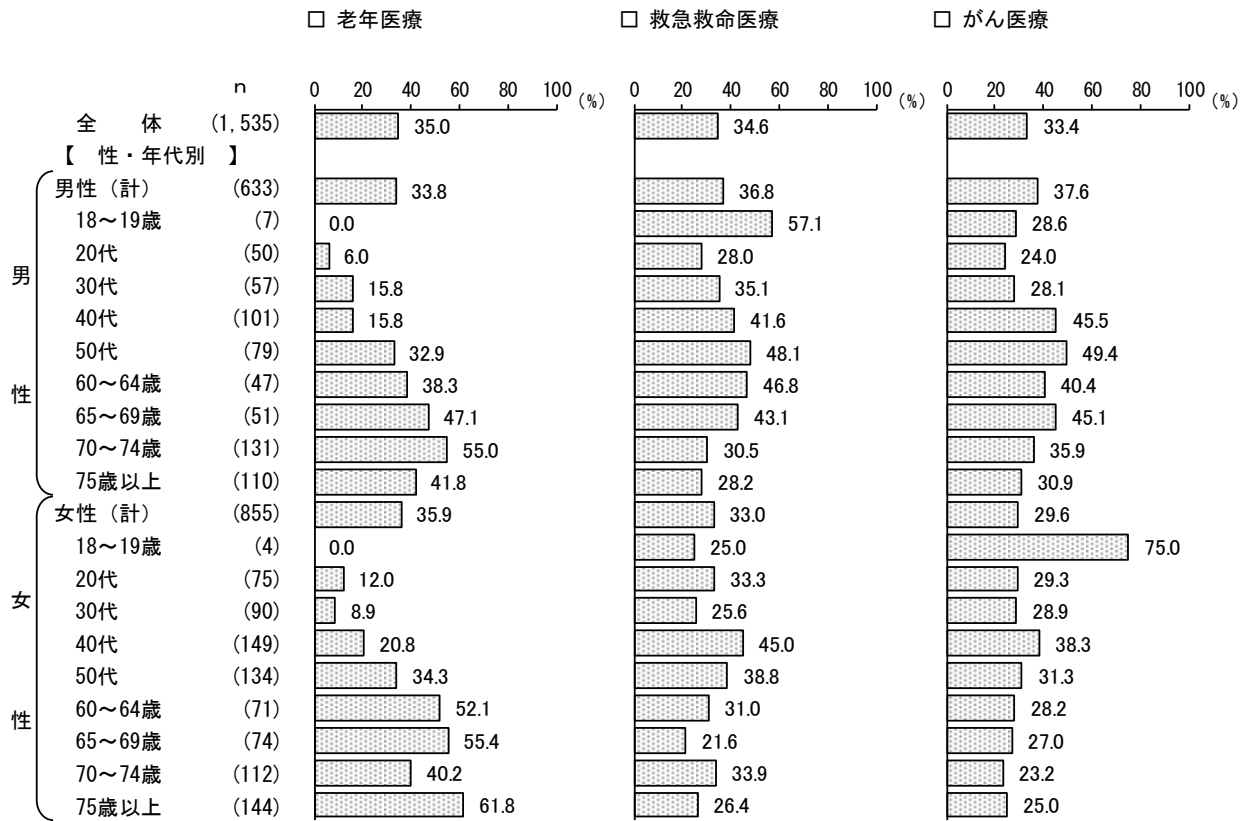 □ 老年医療 □ 救急救命医療 □ がん医療
n 0 20 40 60 80 100 (%) 0 20 40 60 80 100 (%) 0 20 40 60 80 100 (%)
全 体 (1,535) 35.0 34.6 33.4
【 性・年代別 】
男性（計） (633) 33.8 36.8 37.6
18～19歳 (7) 0.0 57.1 28.6
20代 (50) 6.0 28.0 24.0
男 30代 (57) 15.8 35.1 28.1
40代 (101) 15.8 41.6 45.5
50代 (79) 32.9 48.1 49.4
性 60～64歳 (47) 38.3 46.8 40.4
65～69歳 (51) 47.1 43.1 45.1
70～74歳 (131) 55.0 30.5 35.9
75歳以上 (110) 41.8 28.2 30.9
女性（計） (855) 35.9 33.0 29.6
18～19歳 (4) 0.0 25.0 75.0
20代 (75) 12.0 33.3 29.3
女 30代 (90) 8.9 25.6 28.9
40代 (149) 20.8 45.0 38.3
50代 (134) 34.3 38.8 31.3
性 60～64歳 (71) 52.1 31.0 28.2
65～69歳 (74) 55.4 21.6 27.0
70～74歳 (112) 40.2 33.9 23.2
75歳以上 (144) 61.8 26.4 25.0